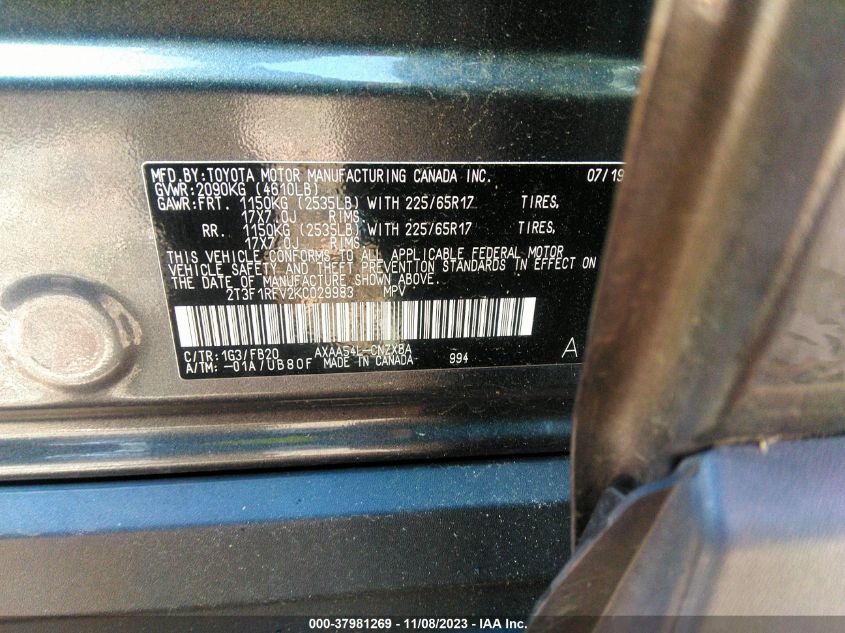 MFD.BY:TOYOTA MOTOR MANUFACTURING CANADA INC. 07/19
GVWR:2090KG (4610LB)
GAWR:FRT. 1150KG (2535LB) WITH 225/65R17 TIRES,
17X7.0J RIMS
RR. 1150KG (2535LB) WITH 225/65R17 TIRES,
17X7.0J RIMS
THIS VEHICLE CONFORMS TO ALL APPLICABLE FEDERAL MOTOR
VEHICLE SAFETY AND THEFT PREVENTION STANDARDS IN EFFECT ON
THE DATE OF MANUFACTURE SHOWN ABOVE.
2T3F1RFV2KC029983 MPV
C/TR:1G3/FB20 AXAA54L-CNZXBA
A/TM:-01A/UB80F MADE IN CANADA 994 A
000-37981269 - 11/08/2023 - IAA Inc.